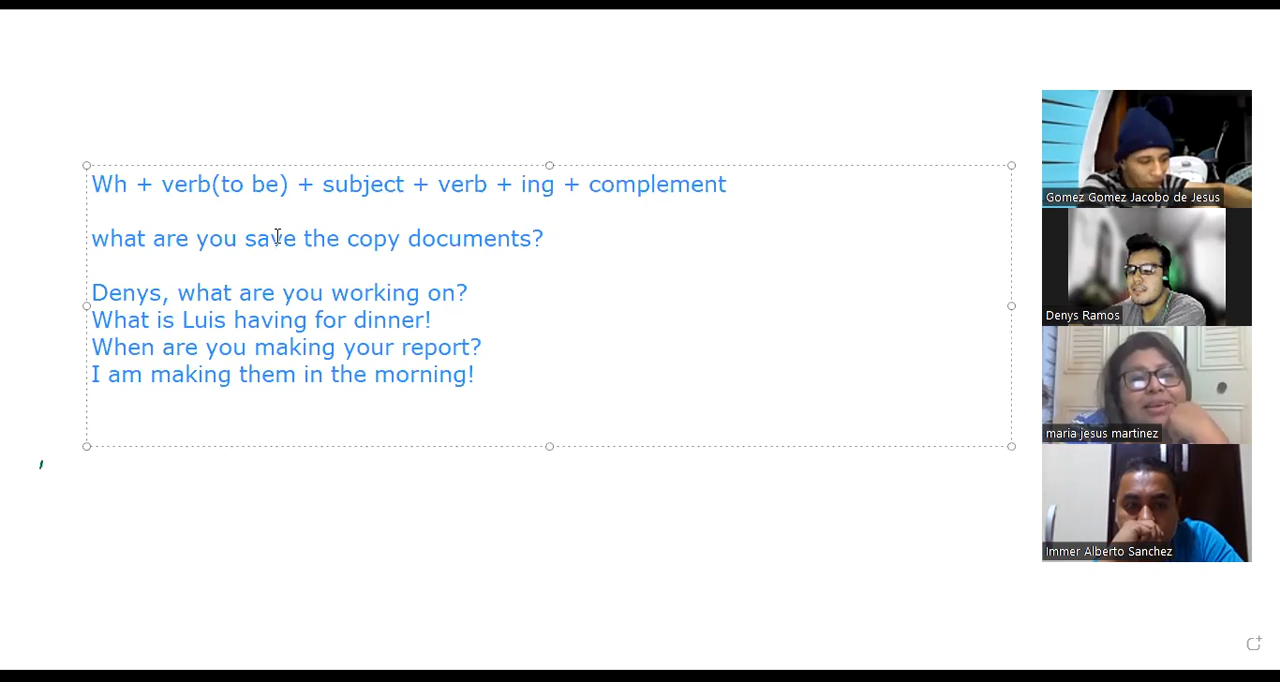 Wh + verb(to be) + subject + verb + ing + complement
what are you save the copy documents?
Denys, what are you working on?
What is Luis having for dinner!
When are you making your report?
I am making them in the morning!
Gomez Gomez Jacobo de Jesus
Denys Ramos
maria jesus martinez
Immer Alberto Sanchez